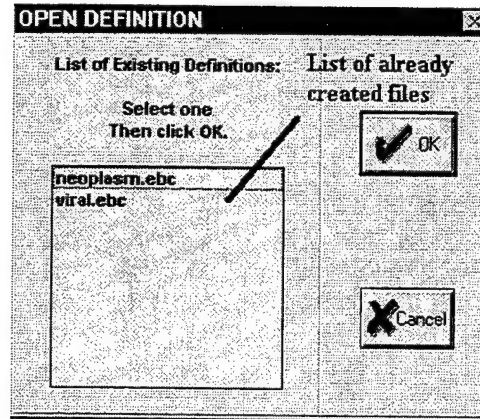 OPEN DEFINITION
List of Existing Definitions:
Select one
Then click OK.
List of already
created files
neoplasm.ebc
viral.ebc
OK
Cancel